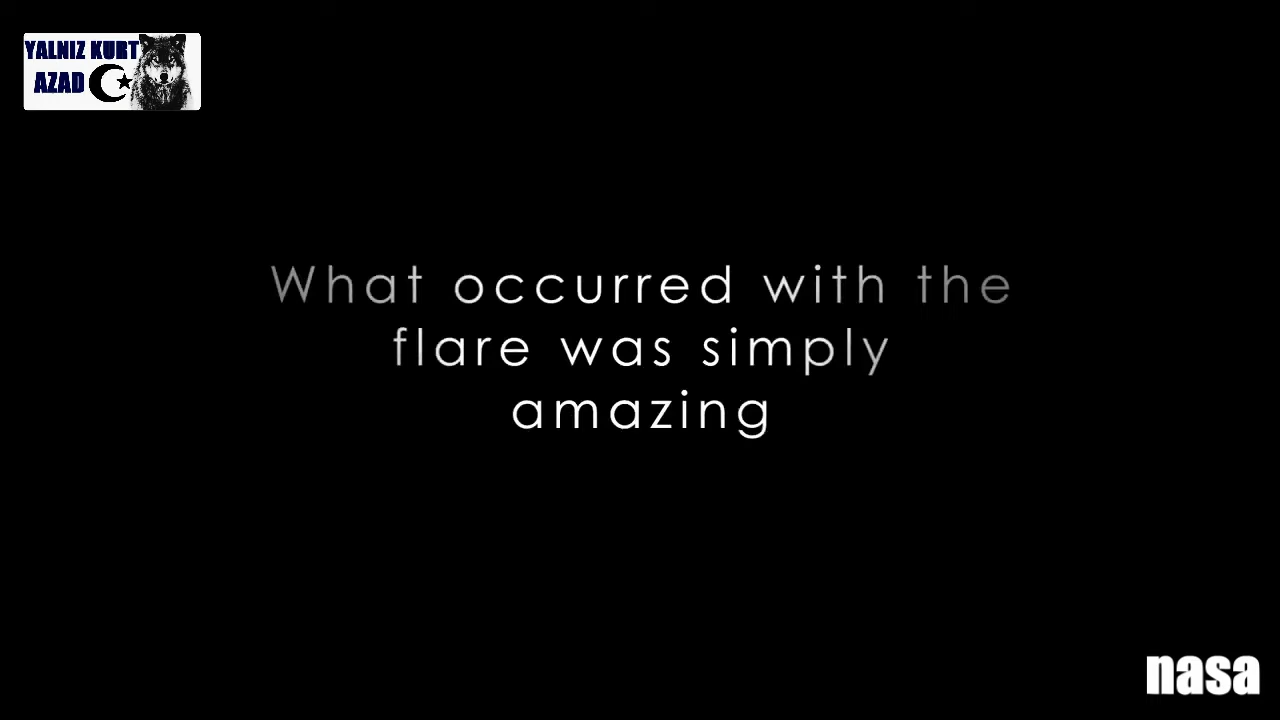 YALNIZ KURT
AZAD
What occurred with the
flare was simply
amazing
nasa